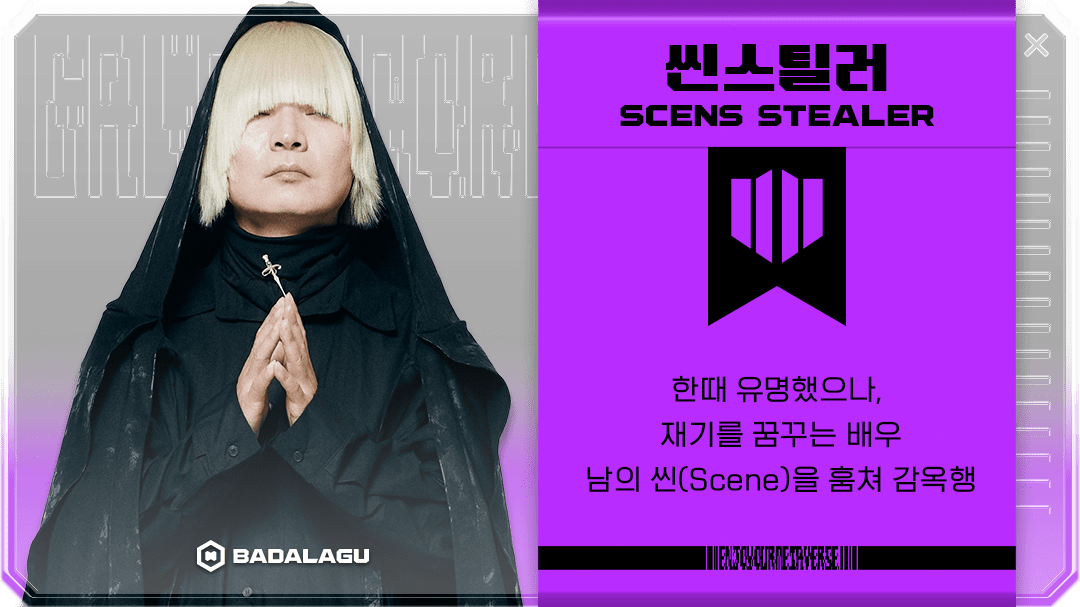 씬스틸러
SCENS STEALER
한때 유명했으나,
재기를 꿈꾸는 배우
남의 씬(Scene)을 훔쳐 감옥행
BADALAGU
ENJOYOURMETAVERSE